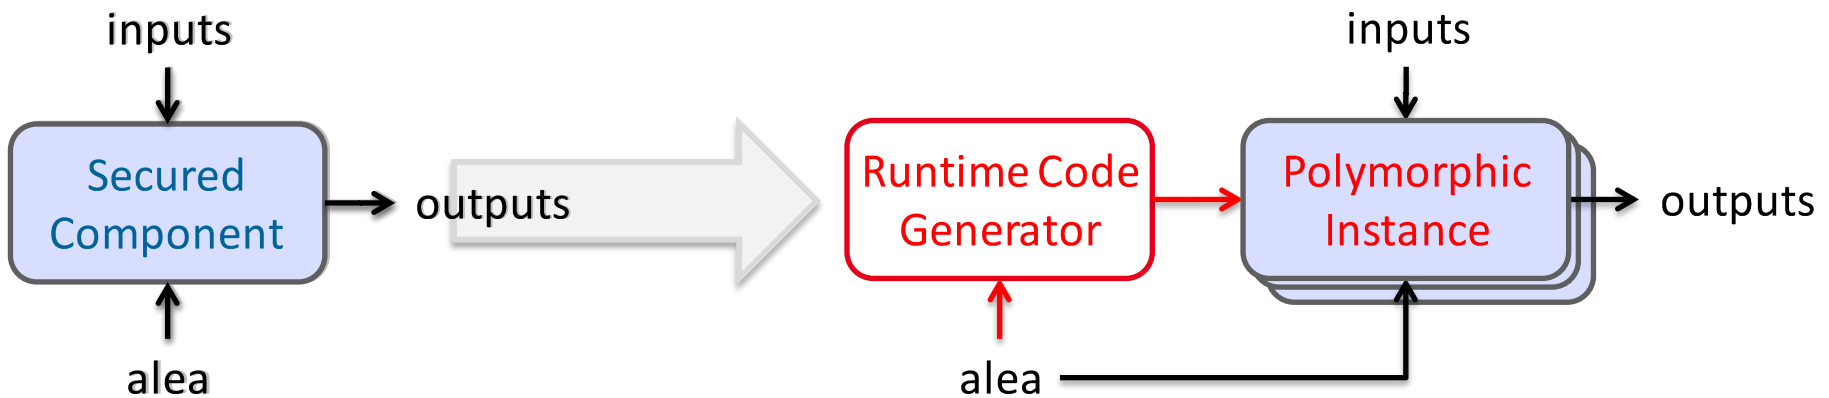 inputs
Secured
Component
outputs
alea
inputs
Runtime Code
Generator
Polymorphic
Instance
outputs
alea